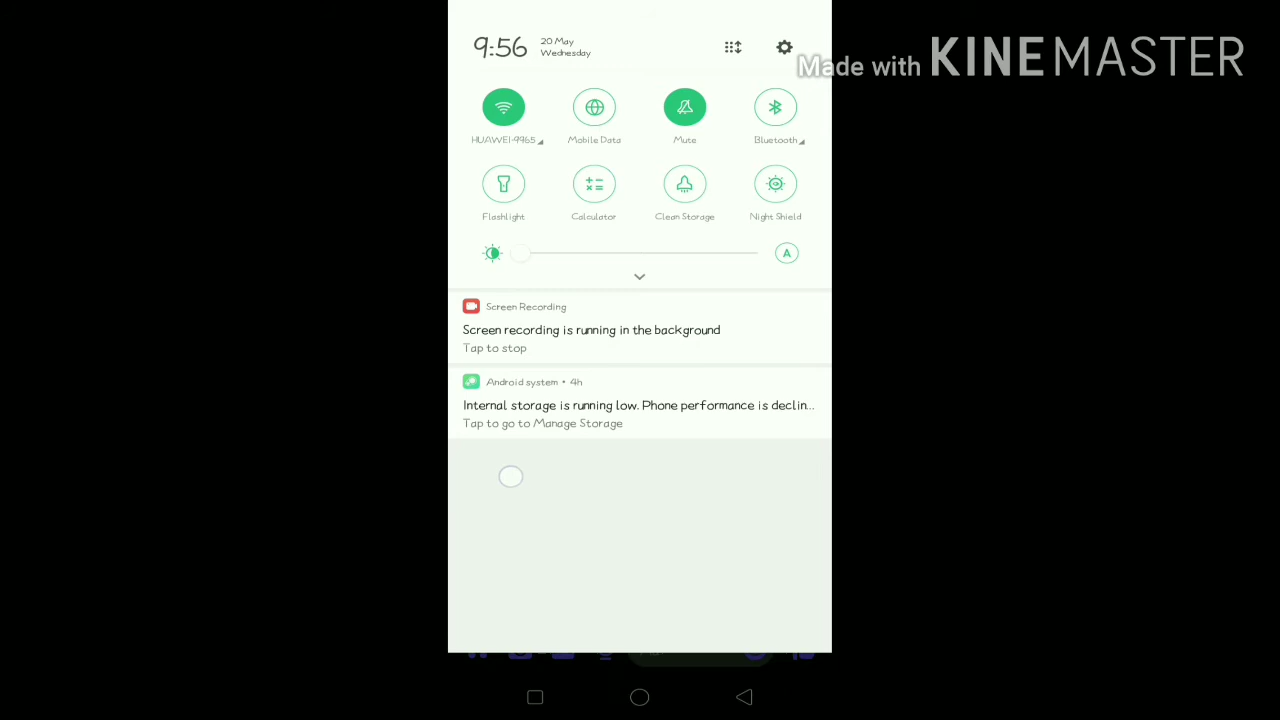 9:56
20 May
Wednesday
Made with KINEMASTER
HUAWEI-9965
Mobile Data
Mute
Bluetooth
Flashlight
Calculator
Clean Storage
Night Shield
A
Screen Recording
Screen recording is running in the background
Tap to stop
Android system • 4h
Internal storage is running low. Phone performance is declin...
Tap to go to Manage Storage